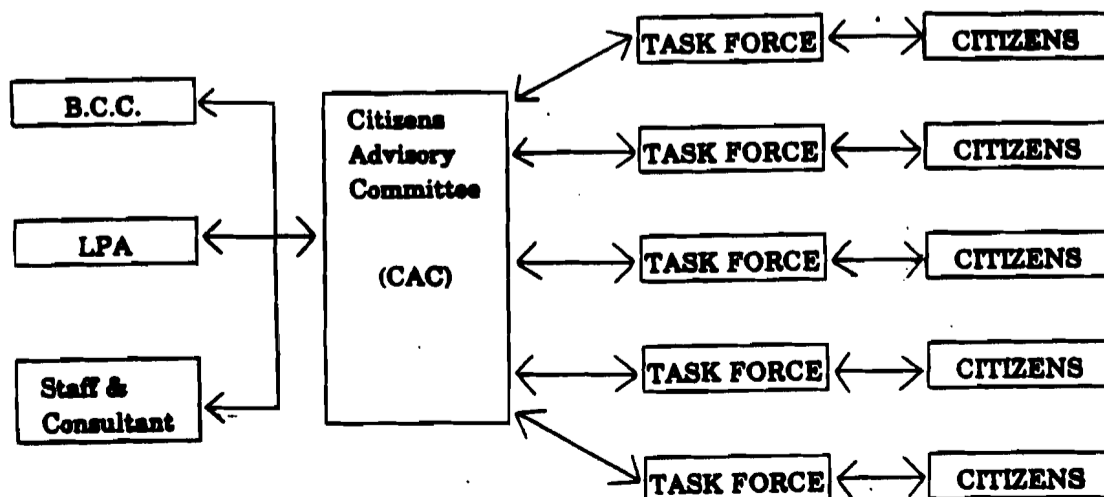 B.C.C.
LPA
Staff &
Consultant
Citizens
Advisory
Committee
(CAC)
TASK FORCE
CITIZENS
TASK FORCE
CITIZENS
TASK FORCE
CITIZENS
TASK FORCE
CITIZENS
TASK FORCE
CITIZENS